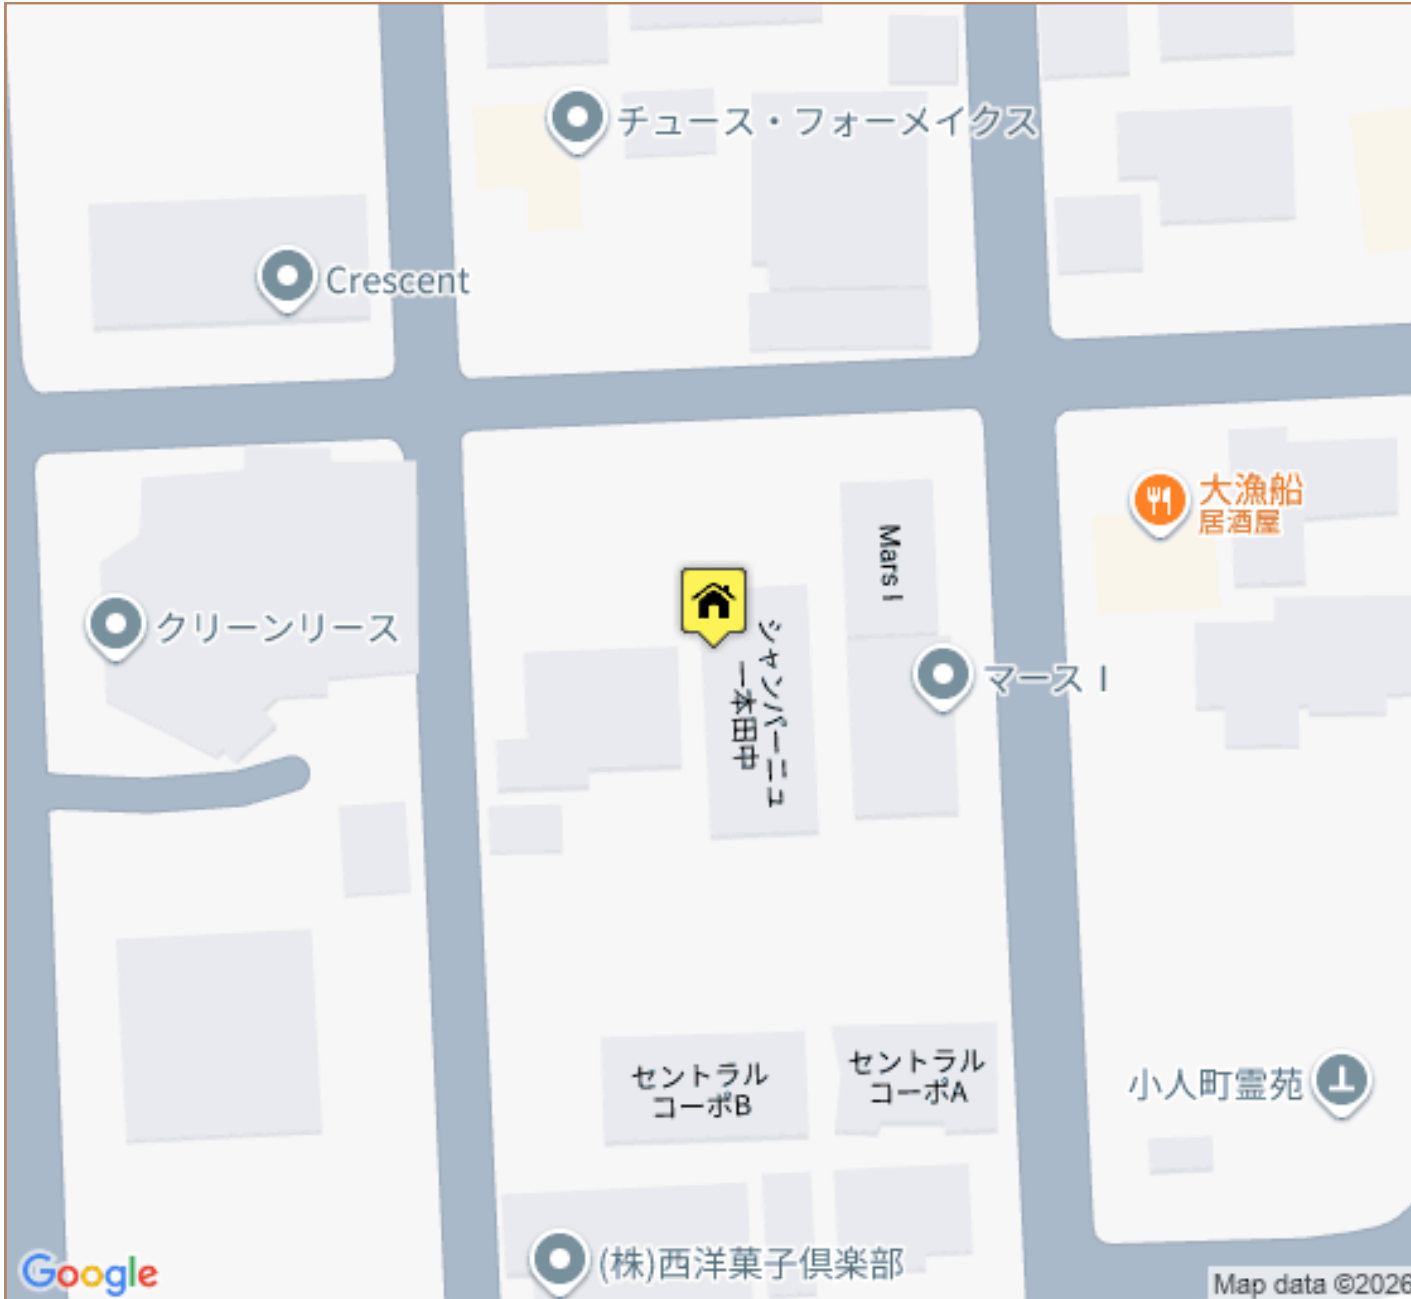 チュース・フォーメイクス
Crescent
大漁船
居酒屋
Mars I
クリーンリース
シャンパーニュ
一本田中
マース I
セントラル
コーポB
セントラル
コーポA
小人町霊苑
(株)西洋菓子倶楽部
Google
Map data ©2026